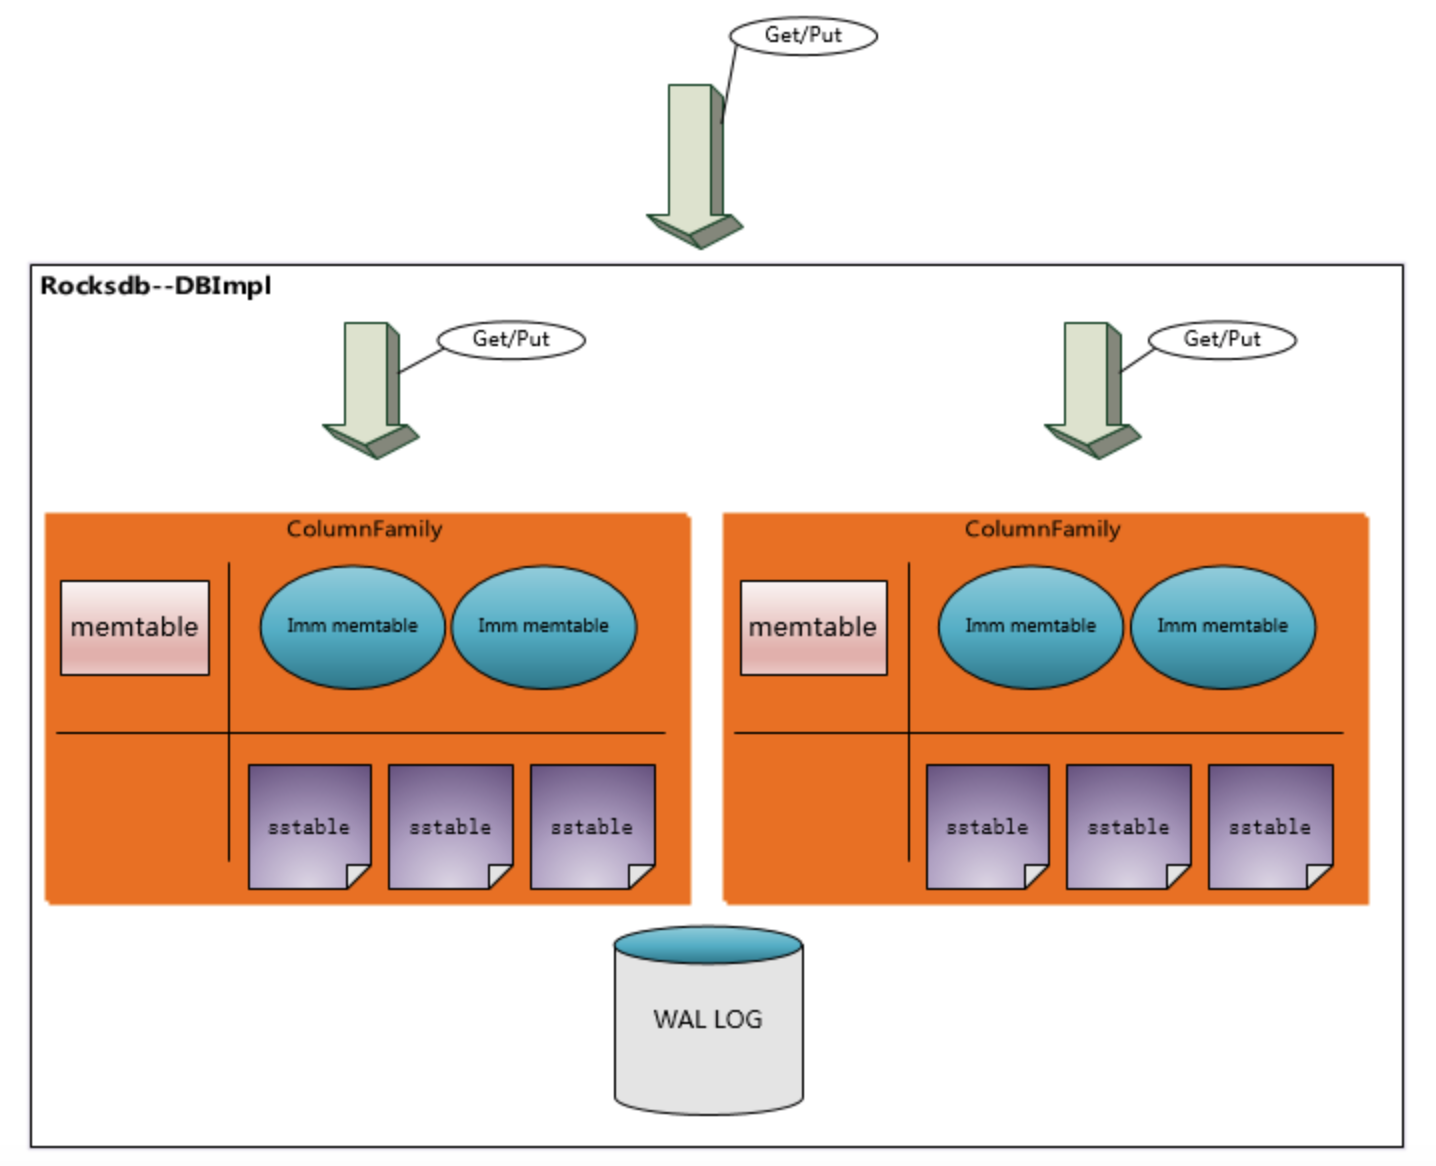 Get/Put
Rocksdb--DBImpl
Get/Put
Get/Put
ColumnFamily
memtable
Imm memtable
Imm memtable
sstable
sstable
sstable
ColumnFamily
memtable
Imm memtable
Imm memtable
sstable
sstable
sstable
WAL LOG